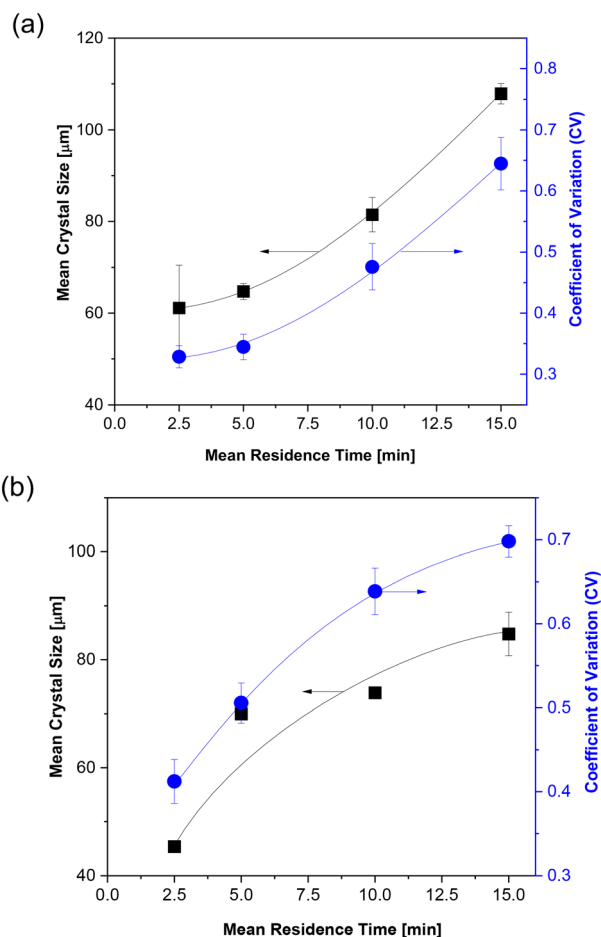 (a)
120
100
80
60
40
Mean Crystal Size [μm]
0.8
0.7
0.6
0.5
0.4
0.3
Coefficient of Variation (CV)
0.0 2.5 5.0 7.5 10.0 12.5 15.0
Mean Residence Time [min]
(b)
100
80
60
40
Mean Crystal Size [μm]
0.7
0.6
0.5
0.4
0.3
Coefficient of Variation (CV)
0.0 2.5 5.0 7.5 10.0 12.5 15.0
Mean Residence Time [min]